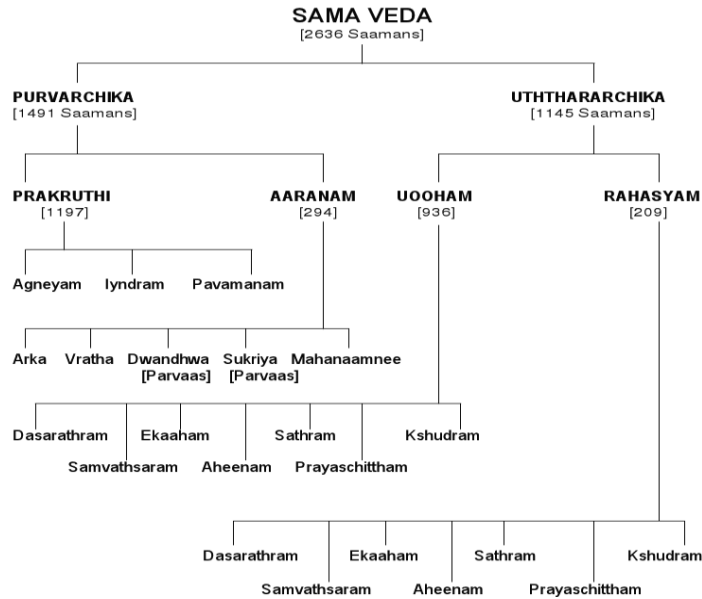 SAMA VEDA
[2636 Saamans]
PURVARCHIKA UTHTHARARCHIKA
[1491 Saamans] [1145 Saamans]
PRAKRUTHI AARANAM UOOHAM RAHASYAM
[1197] [294] [936] [209]
Agneyam Iyndram Pavamanam
Arka Vratha Dwandhwa Sukriya Mahanaamnee
[Parvaas] [Parvaas]
Dasarathram Ekaaham Sathram Kshudram
Samvathsaram Aheenam Prayaschittham
Dasarathram Ekaaham Sathram Kshudram
Samvathsaram Aheenam Prayaschittham